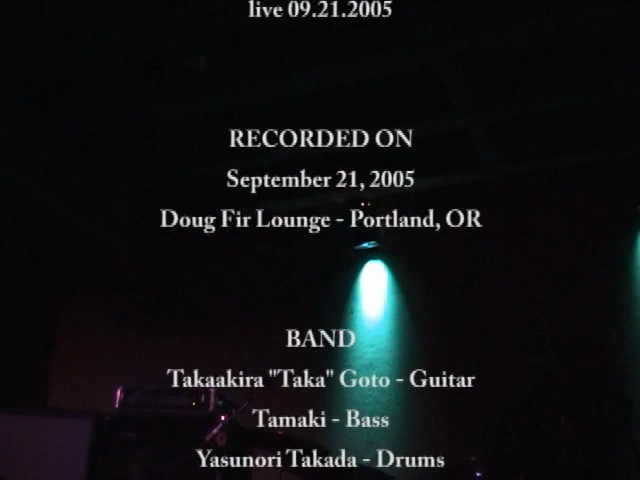 live 09.21.2005
RECORDED ON
September 21, 2005
Doug Fir Lounge - Portland, OR
BAND
Takaakira "Taka" Goto - Guitar
Tamaki - Bass
Yasunori Takada - Drums